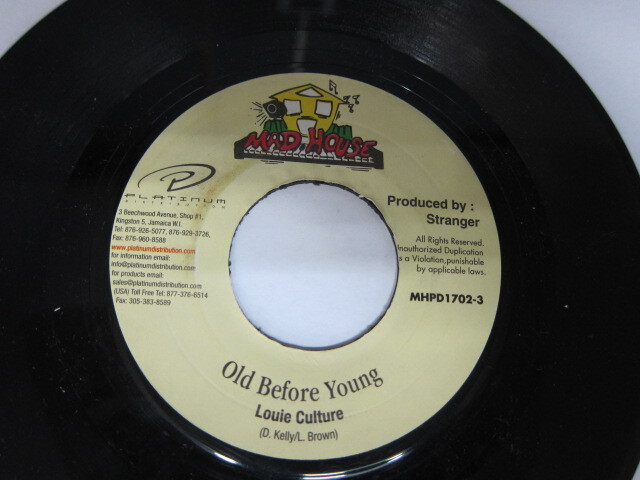 MAD HOUSE
PLATINUM
DISTRIBUTION
3 Beechwood Avenue, Shop #1,
Kingston 5, Jamaica W.I.
Tel: 876-926-5077, 876-929-3726,
Fax: 876-960-8588
www.platinumdistribution.com
for information email:
info@platinumdistribution.com
for products email:
sales@platinumdistribution.com
(USA) Toll Free Tel: 877-376-6514
Fax: 305-383-8589
Produced by :
Stranger
All Rights Reserved.
Unauthorized Duplication
is a Violation,punishable
by applicable laws.
MHPD1702-3
Old Before Young
Louie Culture
(D. Kelly/L. Brown)